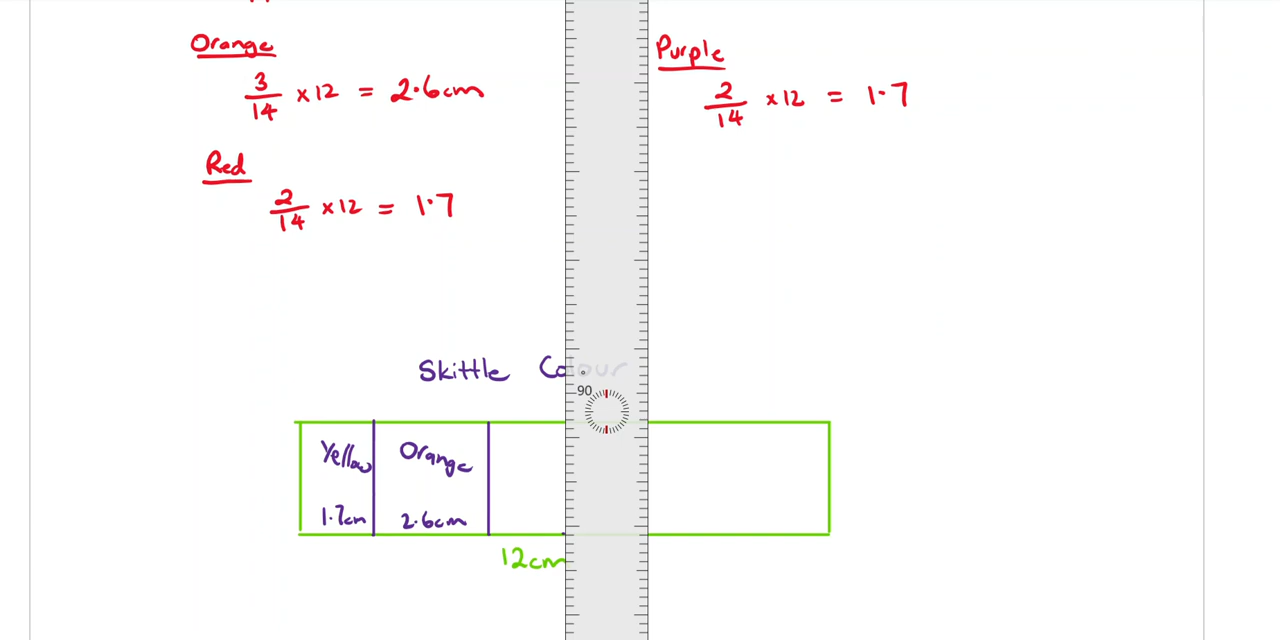 Orange
3/14 × 12 = 2.6cm
Red
2/14 × 12 = 1.7
Purple
2/14 × 12 = 1.7
Skittle Colour
90
Yellow Orange
1.7cm 2.6cm
12cm